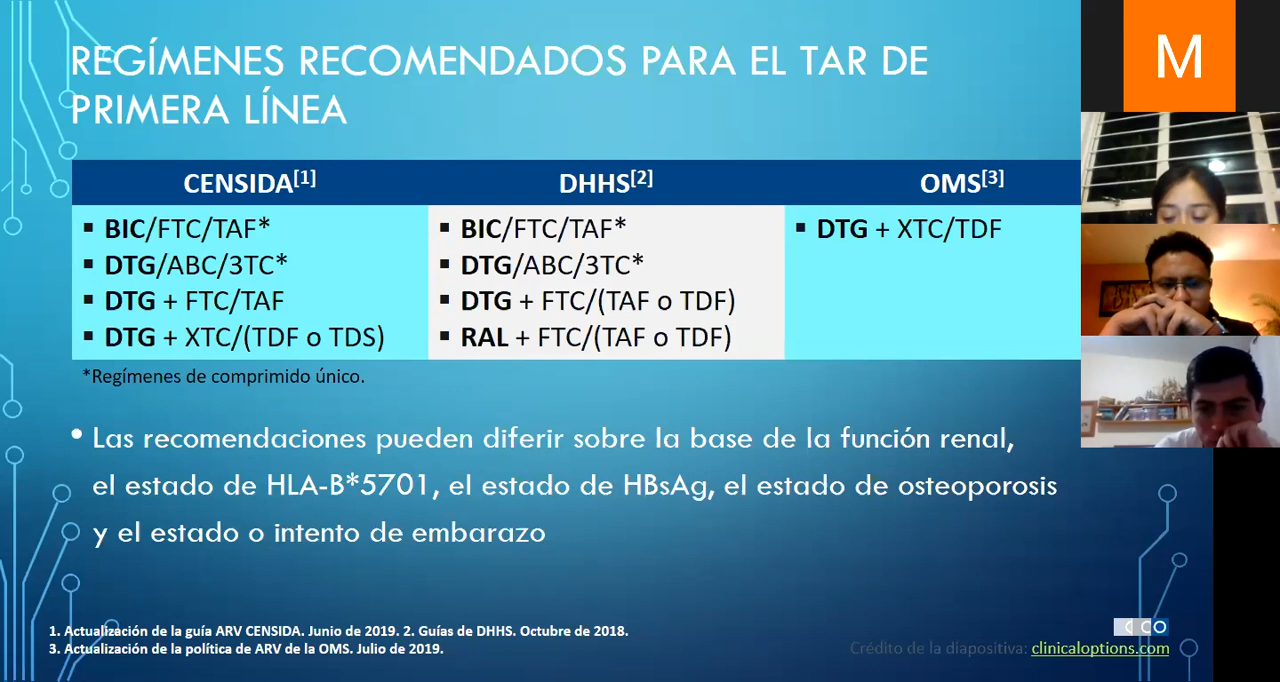 REGÍMENES RECOMENDADOS PARA EL TAR DE
PRIMERA LÍNEA
M
CENSIDA[1]
DHHS[2]
OMS[3]
▪ BIC/FTC/TAF*
▪ DTG/ABC/3TC*
▪ DTG + FTC/TAF
▪ DTG + XTC/(TDF o TDS)
▪ BIC/FTC/TAF*
▪ DTG/ABC/3TC*
▪ DTG + FTC/(TAF o TDF)
▪ RAL + FTC/(TAF o TDF)
▪ DTG + XTC/TDF
*Regímenes de comprimido único.
• Las recomendaciones pueden diferir sobre la base de la función renal,
el estado de HLA-B*5701, el estado de HBsAg, el estado de osteoporosis
y el estado o intento de embarazo
1. Actualización de la guía ARV CENSIDA. Junio de 2019. 2. Guías de DHHS. Octubre de 2018.
3. Actualización de la política de ARV de la OMS. Julio de 2019.
CCO
Crédito de la diapositiva: clinicaloptions.com